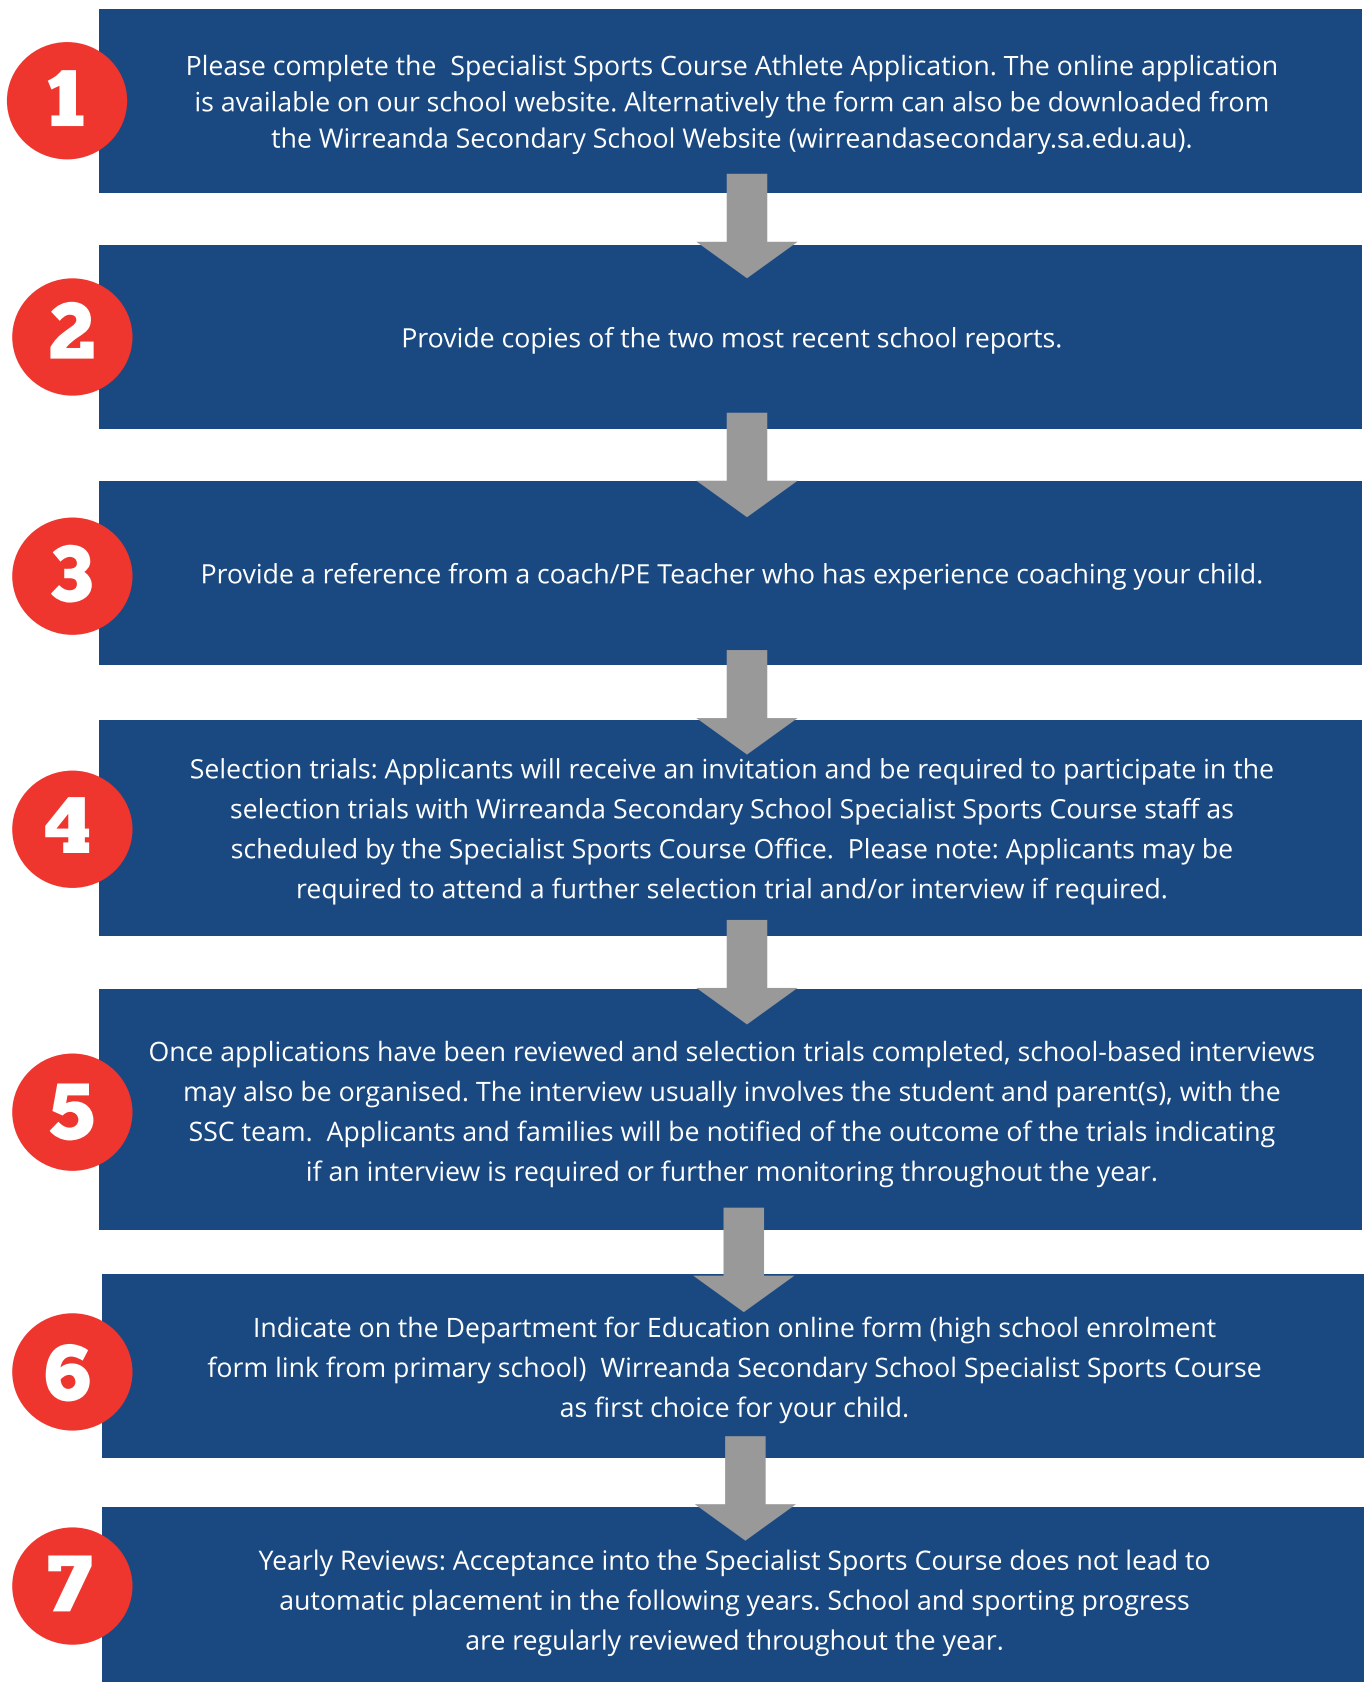 1
Please complete the  Specialist Sports Course Athlete Application. The online application
is available on our school website. Alternatively the form can also be downloaded from
the Wirreanda Secondary School Website (wirreandasecondary.sa.edu.au).
2
Provide copies of the two most recent school reports.
3
Provide a reference from a coach/PE Teacher who has experience coaching your child.
4
Selection trials: Applicants will receive an invitation and be required to participate in the
selection trials with Wirreanda Secondary School Specialist Sports Course staff as
scheduled by the Specialist Sports Course Office.  Please note: Applicants may be
required to attend a further selection trial and/or interview if required.
5
Once applications have been reviewed and selection trials completed, school-based interviews
may also be organised. The interview usually involves the student and parent(s), with the
SSC team.  Applicants and families will be notified of the outcome of the trials indicating
if an interview is required or further monitoring throughout the year.
6
Indicate on the Department for Education online form (high school enrolment
form link from primary school)  Wirreanda Secondary School Specialist Sports Course
as first choice for your child.
7
Yearly Reviews: Acceptance into the Specialist Sports Course does not lead to
automatic placement in the following years. School and sporting progress
are regularly reviewed throughout the year.